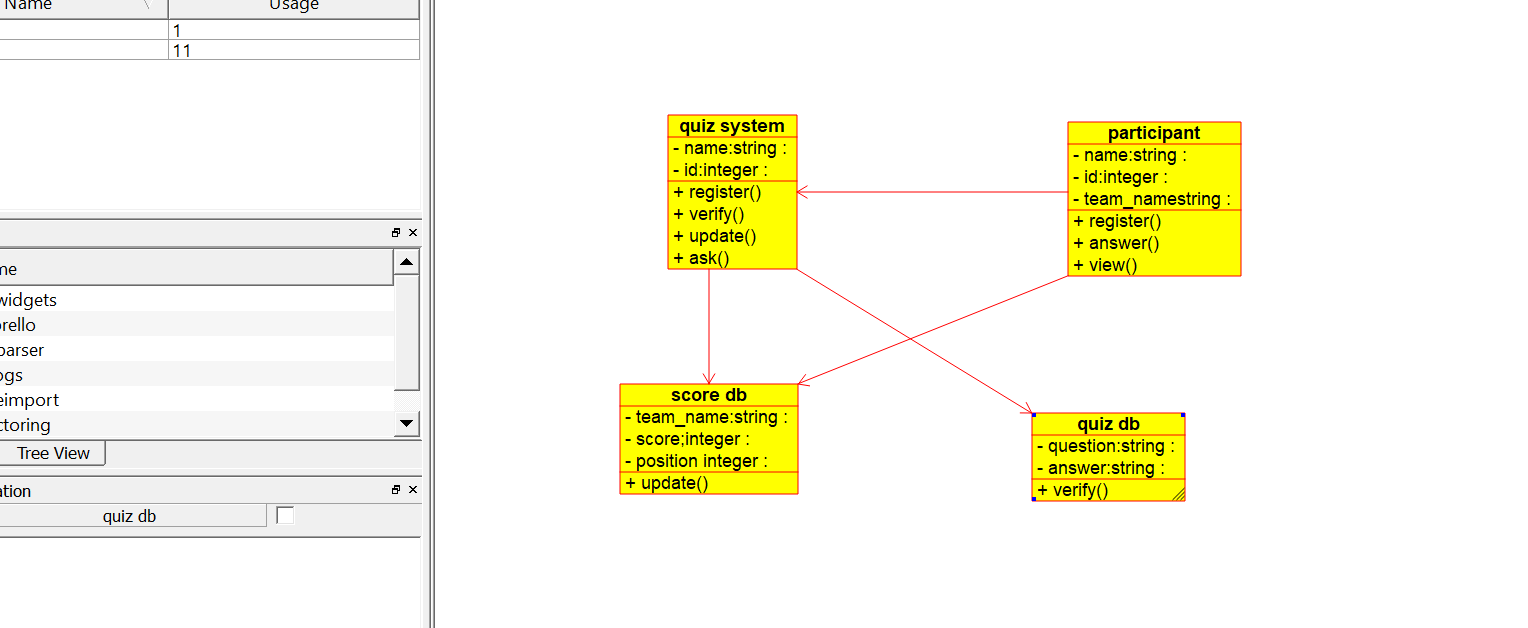 Name Usage
1
11
me
widgets
rello
parser
ogs
eimport
ctoring
Tree View
ation
quiz db
quiz system
- name:string :
- id:integer :
+ register()
+ verify()
+ update()
+ ask()
participant
- name:string :
- id:integer :
- team_namestring :
+ register()
+ answer()
+ view()
score db
- team_name:string :
- score;integer :
- position integer :
+ update()
quiz db
- question:string :
- answer:string :
+ verify()